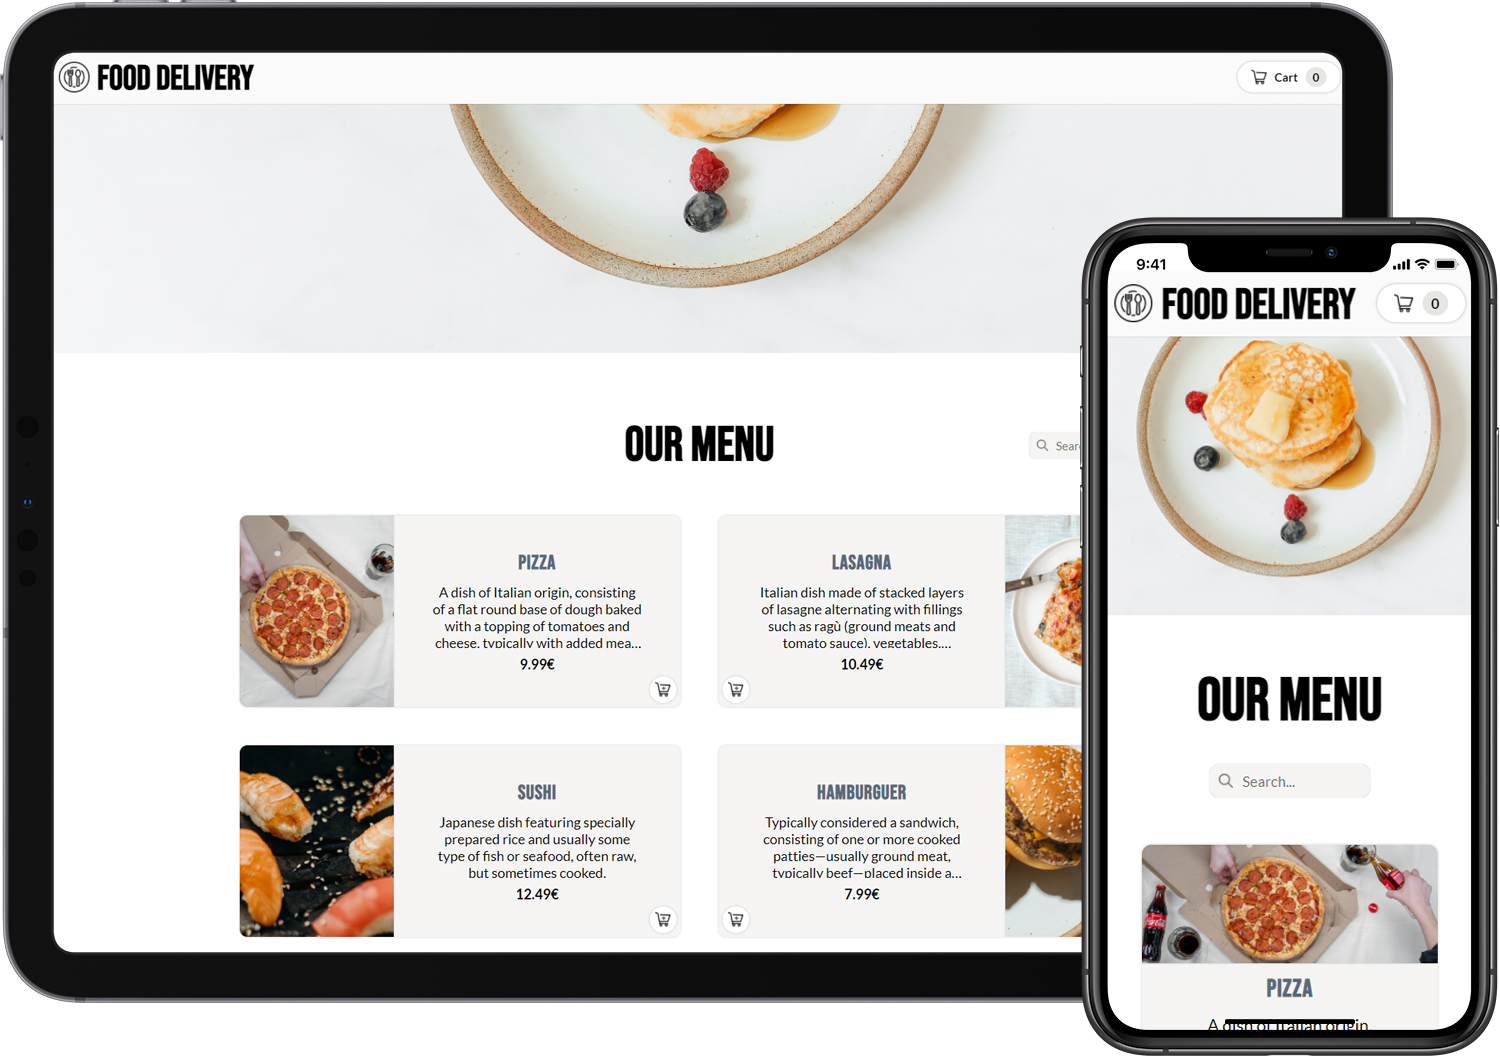 FOOD DELIVERY
Cart 0
OUR MENU
PIZZA
A dish of Italian origin, consisting
of a flat round base of dough baked
with a topping of tomatoes and
cheese, typically with added mea...
9.99€
LASAGNA
Italian dish made of stacked layers
of lasagne alternating with fillings
such as ragù (ground meats and
tomato sauce), vegetables,...
10.49€
SUSHI
Japanese dish featuring specially
prepared rice and usually some
type of fish or seafood, often raw,
but sometimes cooked.
12.49€
HAMBURGUER
Typically considered a sandwich,
consisting of one or more cooked
patties—usually ground meat,
typically beef—placed inside a...
7.99€
9:41
FOOD DELIVERY
0
OUR MENU
Search...
PIZZA
A dish of Italian origin,